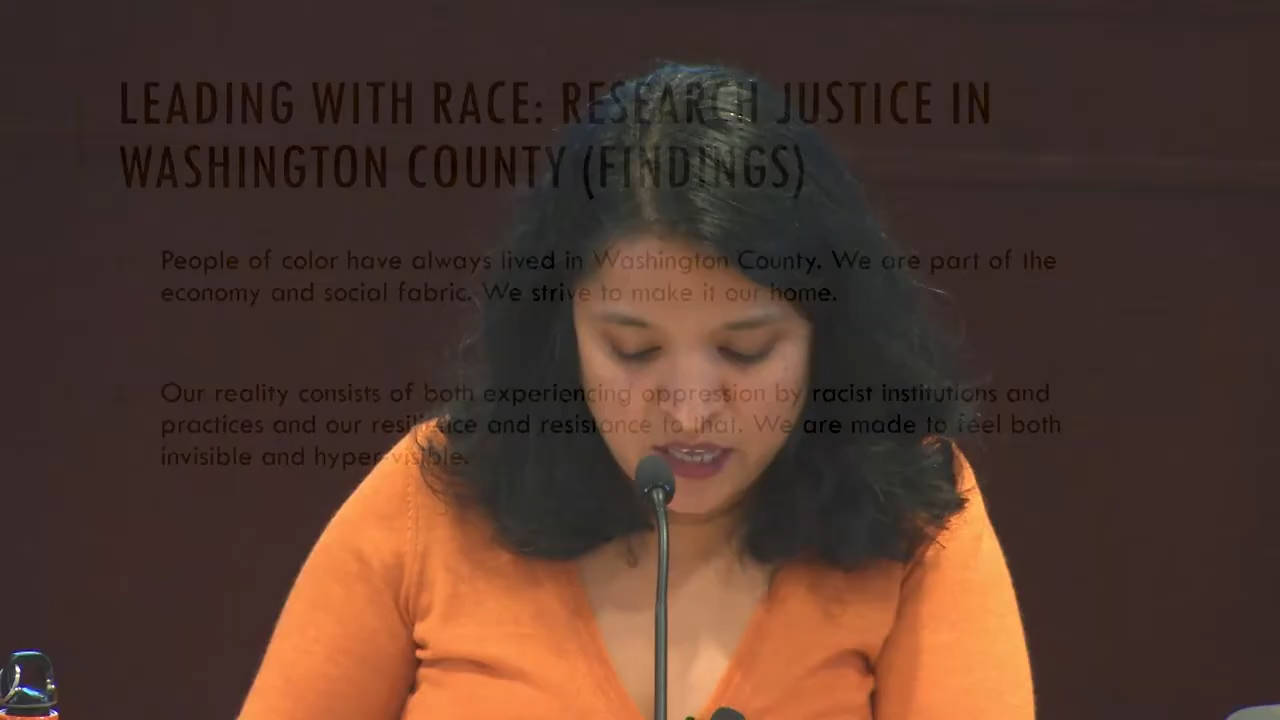 LEADING WITH RACE: RESEARCH JUSTICE IN
WASHINGTON COUNTY (FINDINGS)
People of color have always lived in Washington County. We are part of the
economy and social fabric. We strive to make it our home.
Our reality consists of both experiencing oppression by racist institutions and
practices and our resilience and resistance to that. We are made to feel both
invisible and hyper-visible.